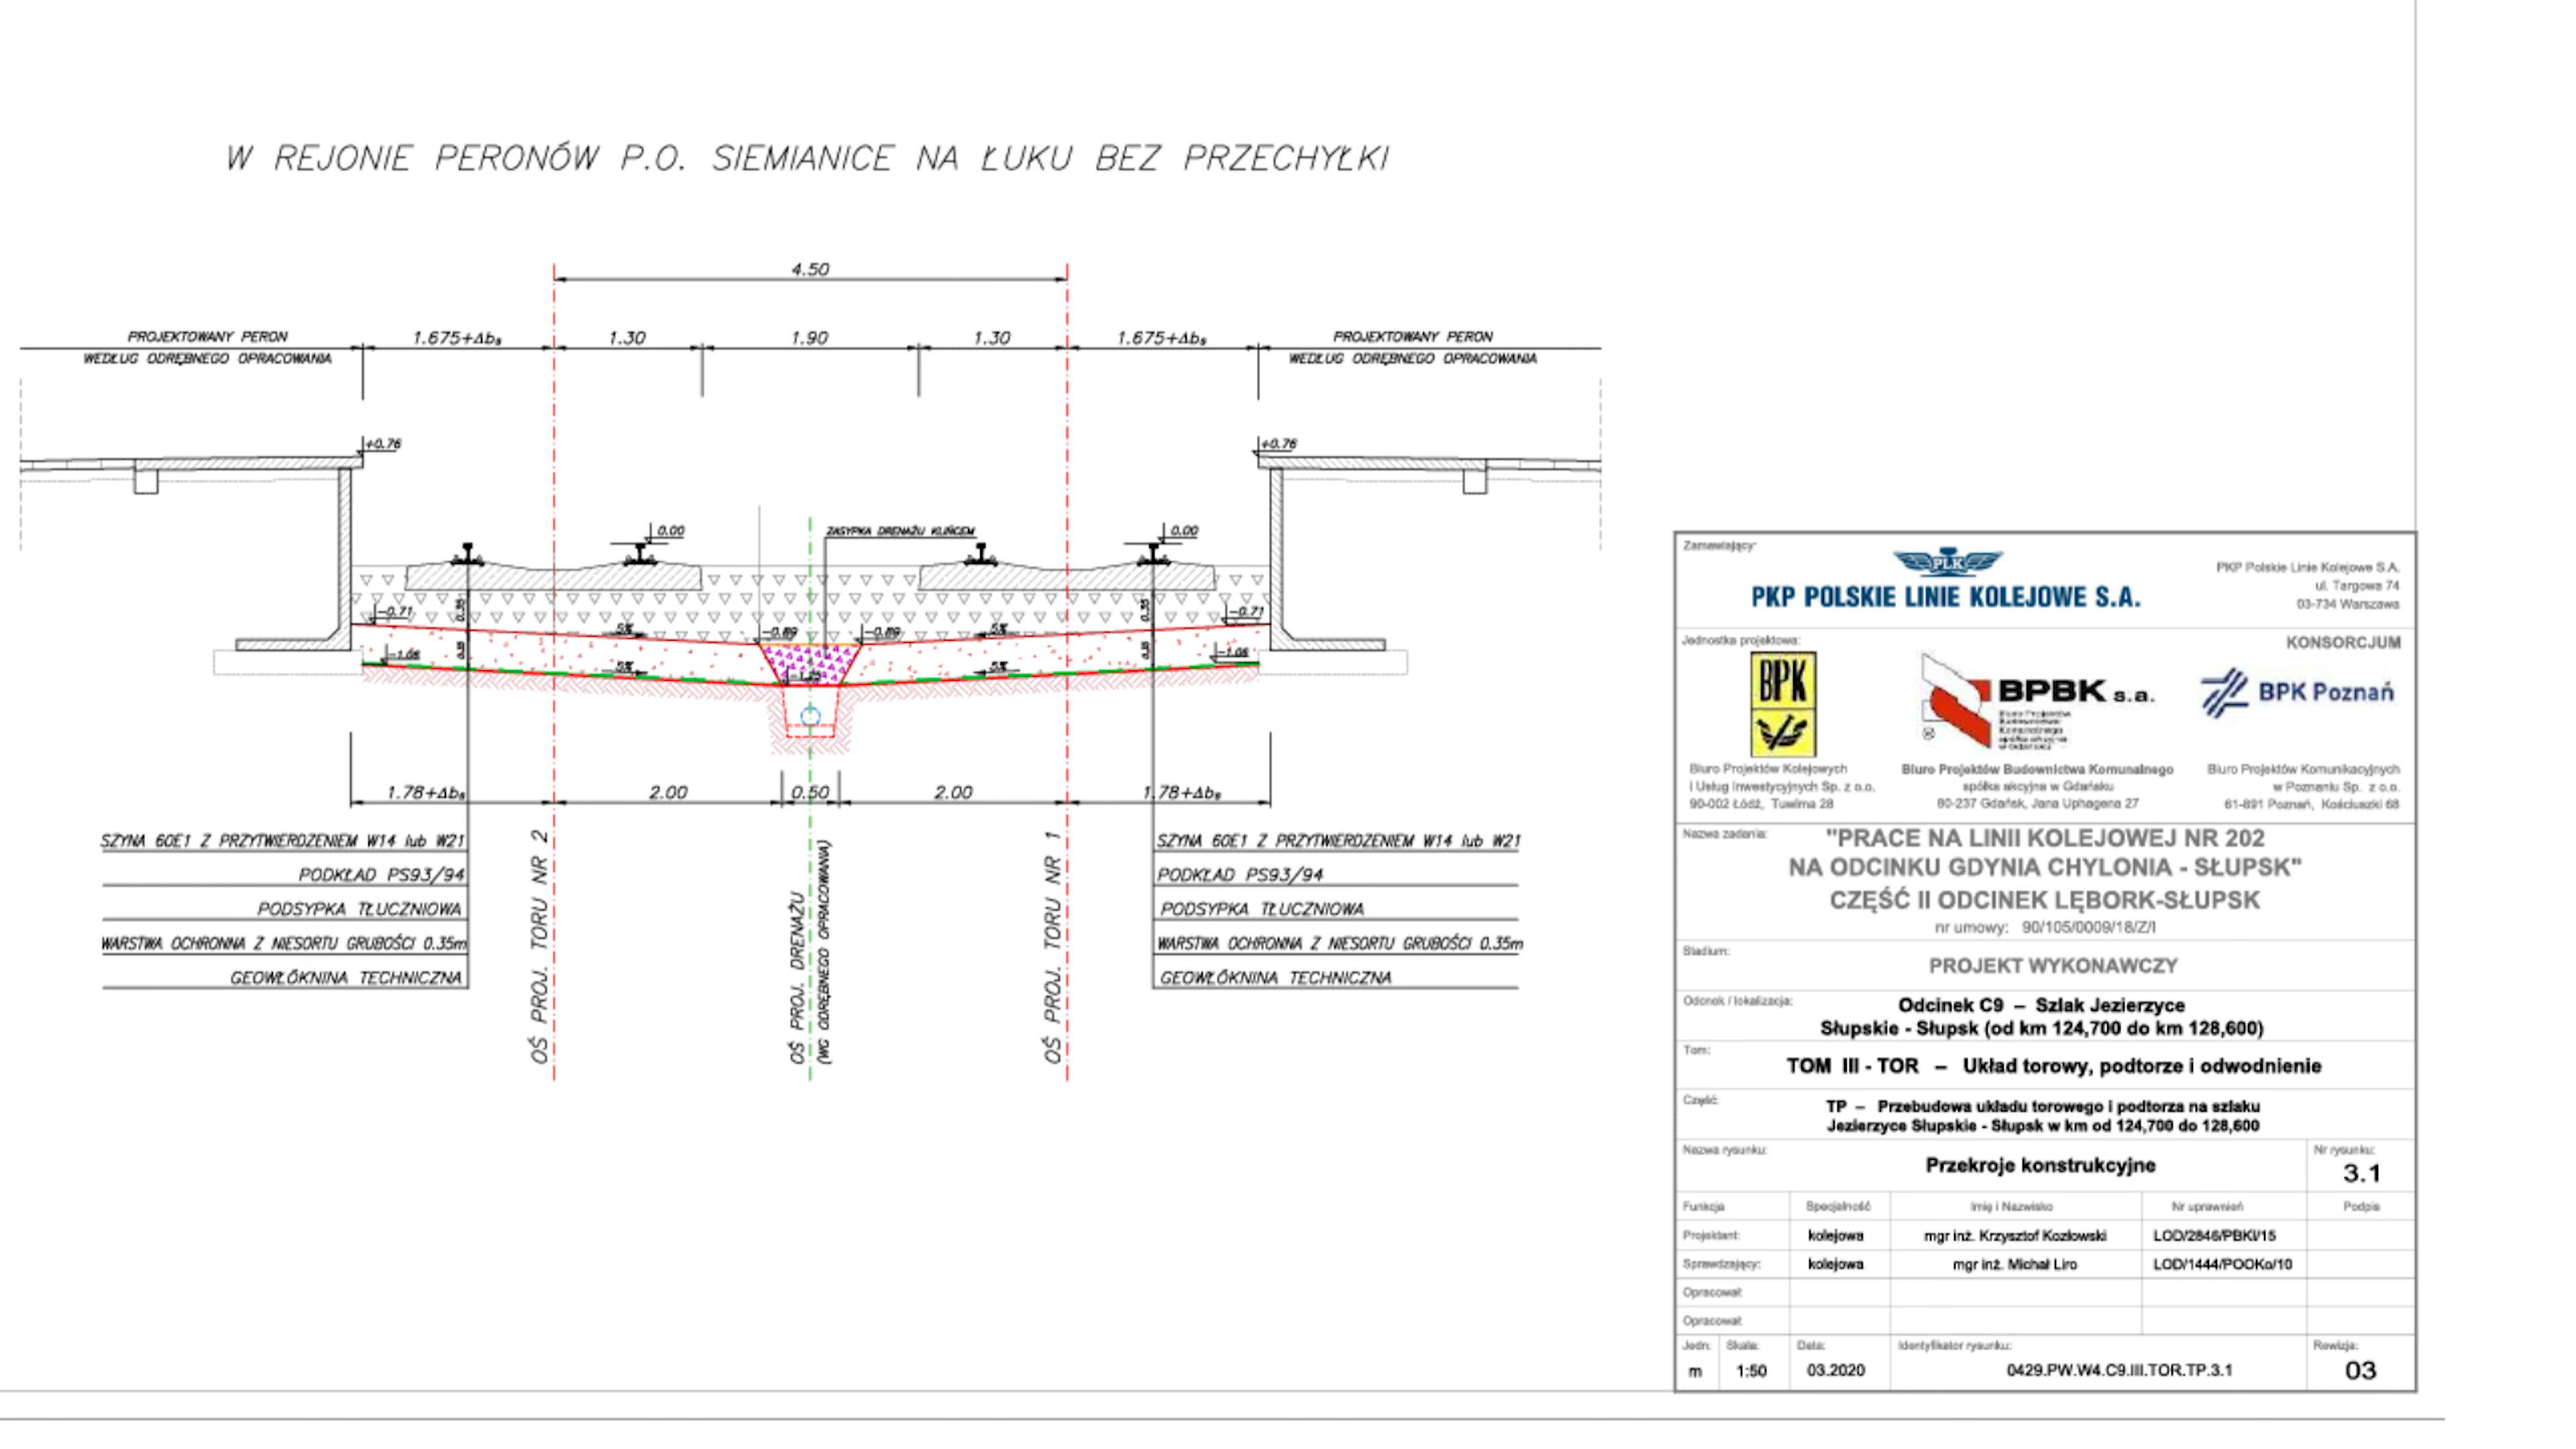 W REJONIE PERONÓW P.O. SIEMIANICE NA ŁUKU BEZ PRZECHYŁKI
4.50
PROJEKTOWANY PERON
WEDŁUG ODRĘBNEGO OPRACOWANIA
1.675+Δbs
1.30
1.90
1.30
1.675+Δbs
PROJEKTOWANY PERON
WEDŁUG ODRĘBNEGO OPRACOWANIA
+0.76
+0.76
0.00
ZASYPKA DRENAŻU KLIŃCEM
0.00
-0.71
0.35
5%
-0.89
-0.89
5%
0.35
-0.71
-1.06
0.35
5%
5%
0.35
-1.06
1.78+Δbs
2.00
0.50
2.00
1.78+Δbs
SZYNA 60E1 Z PRZYTWIERDZENIEM W14 lub W21
PODKŁAD PS93/94
PODSYPKA TŁUCZNIOWA
WARSTWA OCHRONNA Z NIESORTU GRUBOŚCI 0.35m
GEOWŁÓKNINA TECHNICZNA
OŚ PROJ. TORU NR 2
OŚ PROJ. DRENAŻU
(WG ODRĘBNEGO OPRACOWANIA)
OŚ PROJ. TORU NR 1
SZYNA 60E1 Z PRZYTWIERDZENIEM W14 lub W21
PODKŁAD PS93/94
PODSYPKA TŁUCZNIOWA
WARSTWA OCHRONNA Z NIESORTU GRUBOŚCI 0.35m
GEOWŁÓKNINA TECHNICZNA
Zamawiający:
PLK
PKP POLSKIE LINIE KOLEJOWE S.A.
PKP Polskie Linie Kolejowe S.A.
ul. Targowa 74
03-734 Warszawa
Jednostka projektowa:
KONSORCJUM
BPK
BPBK s.a.
Biuro Projektów
Budownictwa
Komunalnego
spółka akcyjna
w Gdańsku
®
BPK Poznań
Biuro Projektów Kolejowych
i Usług Inwestycyjnych Sp. z o.o.
90-002 Łódź, Tuwima 28
Biuro Projektów Budownictwa Komunalnego
spółka akcyjna w Gdańsku
80-237 Gdańsk, Jana Uphagena 27
Biuro Projektów Komunikacyjnych
w Poznaniu Sp. z o.o.
61-891 Poznań, Kościuszki 68
Nazwa zadania:
"PRACE NA LINII KOLEJOWEJ NR 202
NA ODCINKU GDYNIA CHYLONIA - SŁUPSK"
CZĘŚĆ II ODCINEK LĘBORK-SŁUPSK
nr umowy: 90/105/0009/18/Z/I
Stadium:
PROJEKT WYKONAWCZY
Odcinek / lokalizacja:
Odcinek C9 – Szlak Jezierzyce
Słupskie - Słupsk (od km 124,700 do km 128,600)
Tom:
TOM III - TOR – Układ torowy, podtorze i odwodnienie
Część:
TP – Przebudowa układu torowego i podtorza na szlaku
Jezierzyce Słupskie - Słupsk w km od 124,700 do 128,600
Nazwa rysunku:
Przekroje konstrukcyjne
Nr rysunku:
3.1
Funkcja Specjalność Imię i Nazwisko Nr uprawnień Podpis
Projektant: kolejowa mgr inż. Krzysztof Kozłowski LOD/2846/PBKl/15
Sprawdzający: kolejowa mgr inż. Michał Liro LOD/1444/POOKo/10
Opracował:
Opracował:
Jedn: Skala: Data: Identyfikator rysunku: Rewizja:
m 1:50 03.2020 0429.PW.W4.C9.III.TOR.TP.3.1 03